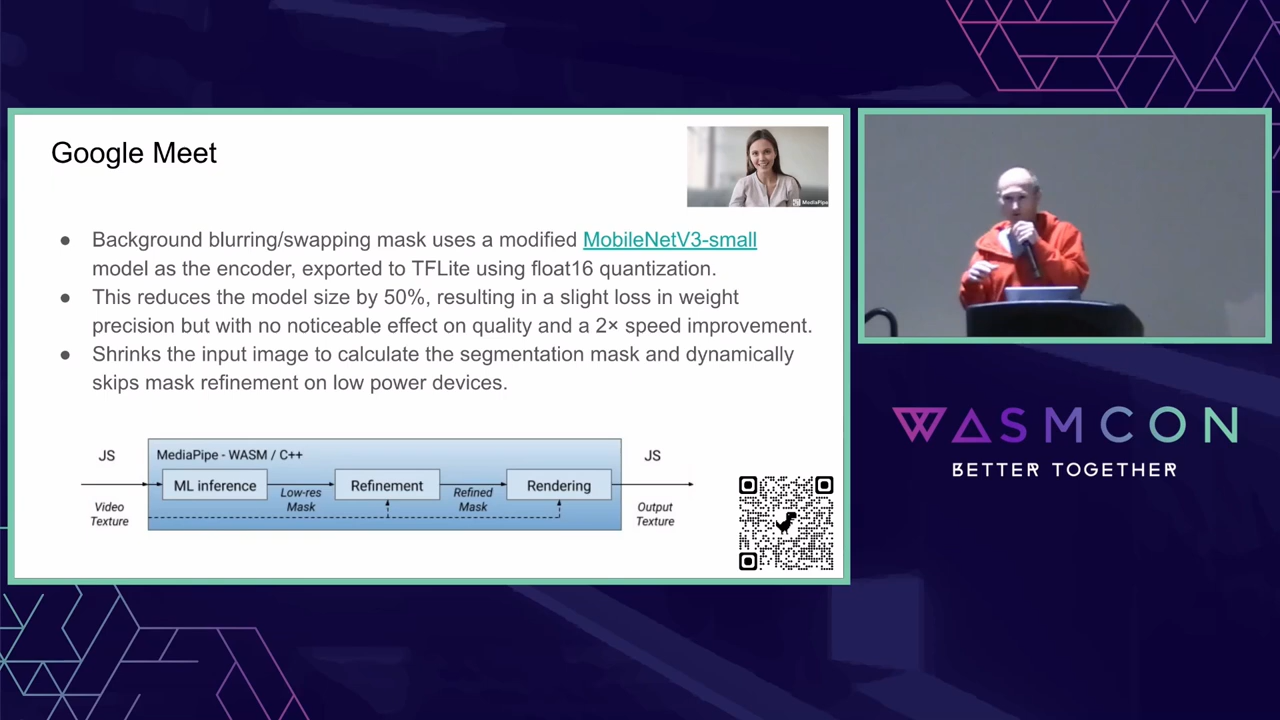 Google Meet
MediaPipe
● Background blurring/swapping mask uses a modified MobileNetV3-small
model as the encoder, exported to TFLite using float16 quantization.
● This reduces the model size by 50%, resulting in a slight loss in weight
precision but with no noticeable effect on quality and a 2× speed improvement.
● Shrinks the input image to calculate the segmentation mask and dynamically
skips mask refinement on low power devices.
JS
MediaPipe - WASM / C++
JS
ML inference
Refinement
Rendering
Low-res
Mask
Refined
Mask
Video
Texture
Output
Texture
WASMCON
BETTER TOGETHER